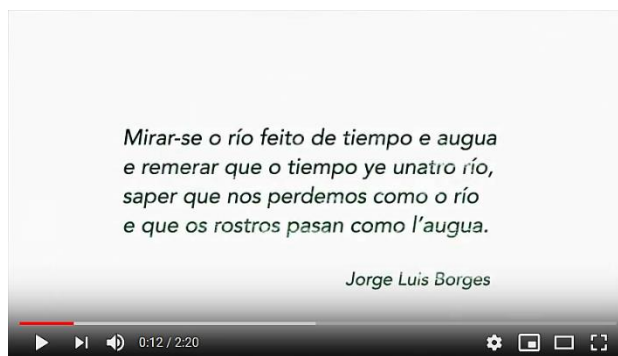 Mirar-se o río feito de tiempo e augua
e remerar que o tiempo ye unatro río,
saper que nos perdemos como o río
e que os rostros pasan como l'augua.
Jorge Luis Borges
0:12 / 2:20